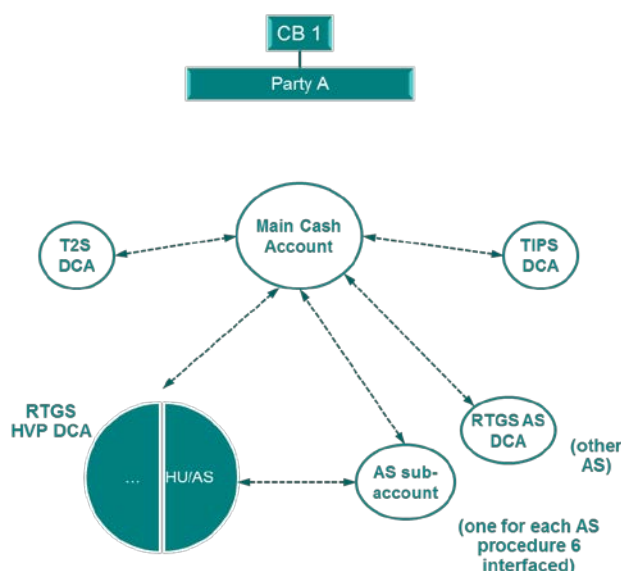 CB 1
Party A
Main Cash
Account
T2S
DCA
TIPS
DCA
RTGS
HVP DCA
...
HU/AS
AS sub-
account
RTGS AS
DCA
(other
AS)
(one for each AS
procedure 6
interfaced)